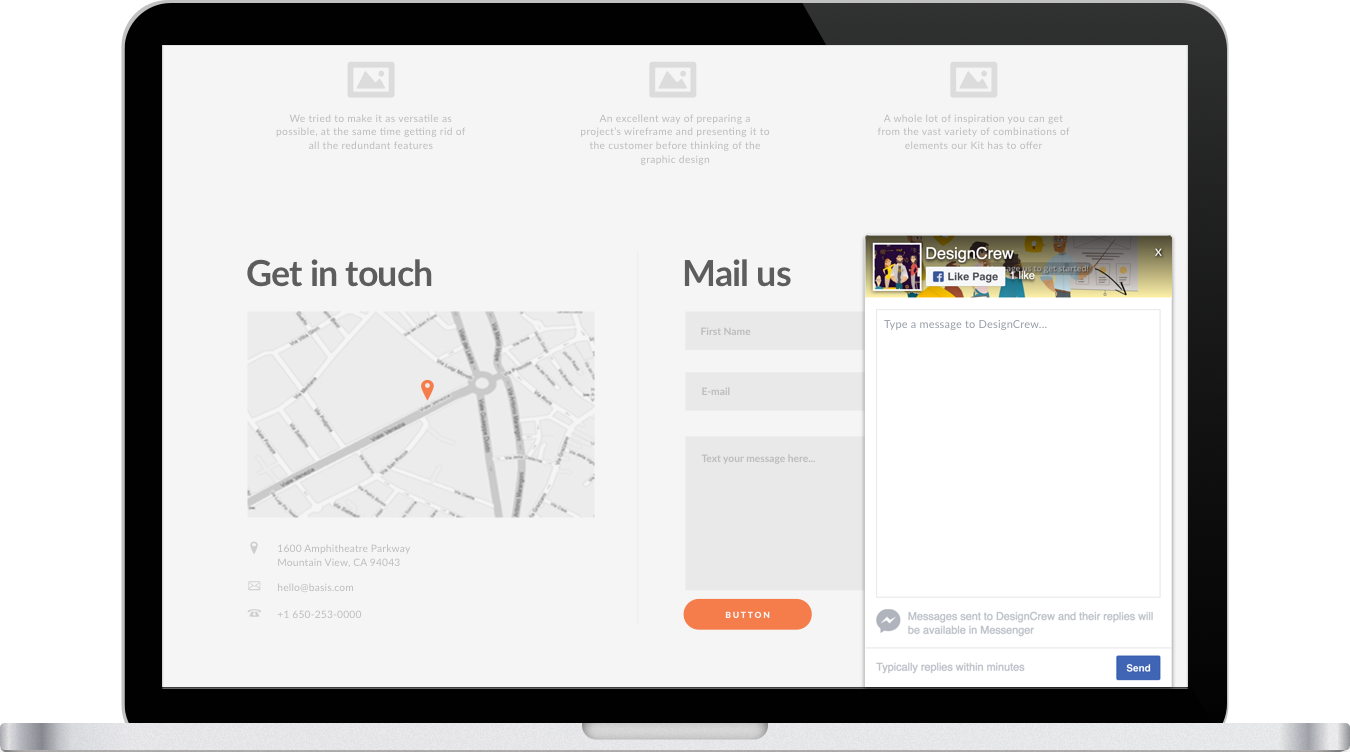 We tried to make it as versatile as
possible, at the same time getting rid of
all the redundant features
An excellent way of preparing a
project's wireframe and presenting it to
the customer before thinking of the
graphic design
A whole lot of inspiration you can get
from the vast variety of combinations of
elements our Kit has to offer
Get in touch
Viale Venezia
1600 Amphitheatre Parkway
Mountain View, CA 94043
hello@basis.com
+1 650-253-0000
Mail us
First Name
E-mail
Text your message here...
BUTTON
DesignCrew
X
us to get started!
Like Page
1 like
Type a message to DesignCrew...
Messages sent to DesignCrew and their replies will
be available in Messenger
Typically replies within minutes
Send